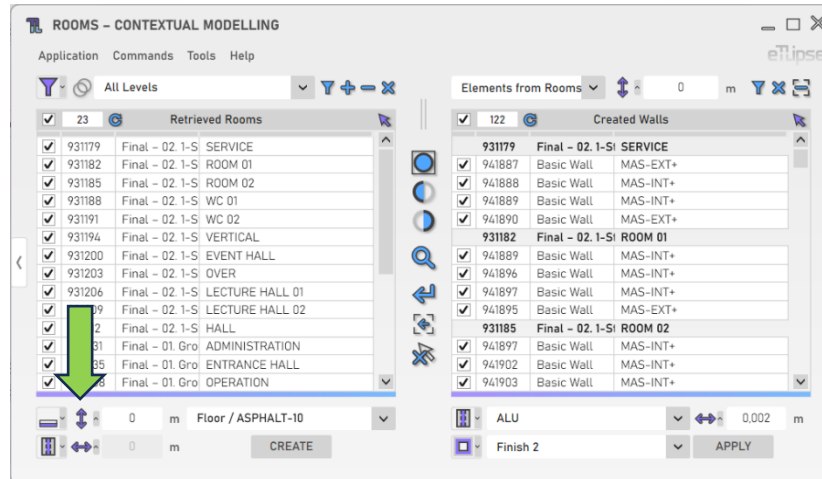 ROOMS – CONTEXTUAL MODELLING
Application Commands Tools Help
eTLipse
All Levels
Elements from Rooms 0 m
23 Retrieved Rooms
122 Created Walls
931179 Final – 02. 1-S SERVICE
931182 Final – 02. 1-S ROOM 01
931185 Final – 02. 1-S ROOM 02
931188 Final – 02. 1-S WC 01
931191 Final – 02. 1-S WC 02
931194 Final – 02. 1-S VERTICAL
931200 Final – 02. 1-S EVENT HALL
931203 Final – 02. 1-S OVER
931206 Final – 02. 1-S LECTURE HALL 01
09 Final – 02. 1-S LECTURE HALL 02
2 Final – 02. 1-S HALL
31 Final – 01. Gro ADMINISTRATION
35 Final – 01. Gro ENTRANCE HALL
8 Final – 01. Gro OPERATION
931179 Final – 02. 1-St SERVICE
941887 Basic Wall MAS-EXT+
941888 Basic Wall MAS-INT+
941889 Basic Wall MAS-INT+
941890 Basic Wall MAS-EXT+
931182 Final – 02. 1-St ROOM 01
941889 Basic Wall MAS-INT+
941896 Basic Wall MAS-INT+
941897 Basic Wall MAS-INT+
941895 Basic Wall MAS-EXT+
931185 Final – 02. 1-St ROOM 02
941897 Basic Wall MAS-INT+
941902 Basic Wall MAS-INT+
941903 Basic Wall MAS-INT+
0 m Floor / ASPHALT-10
0 m CREATE
ALU 0,002 m
Finish 2 APPLY